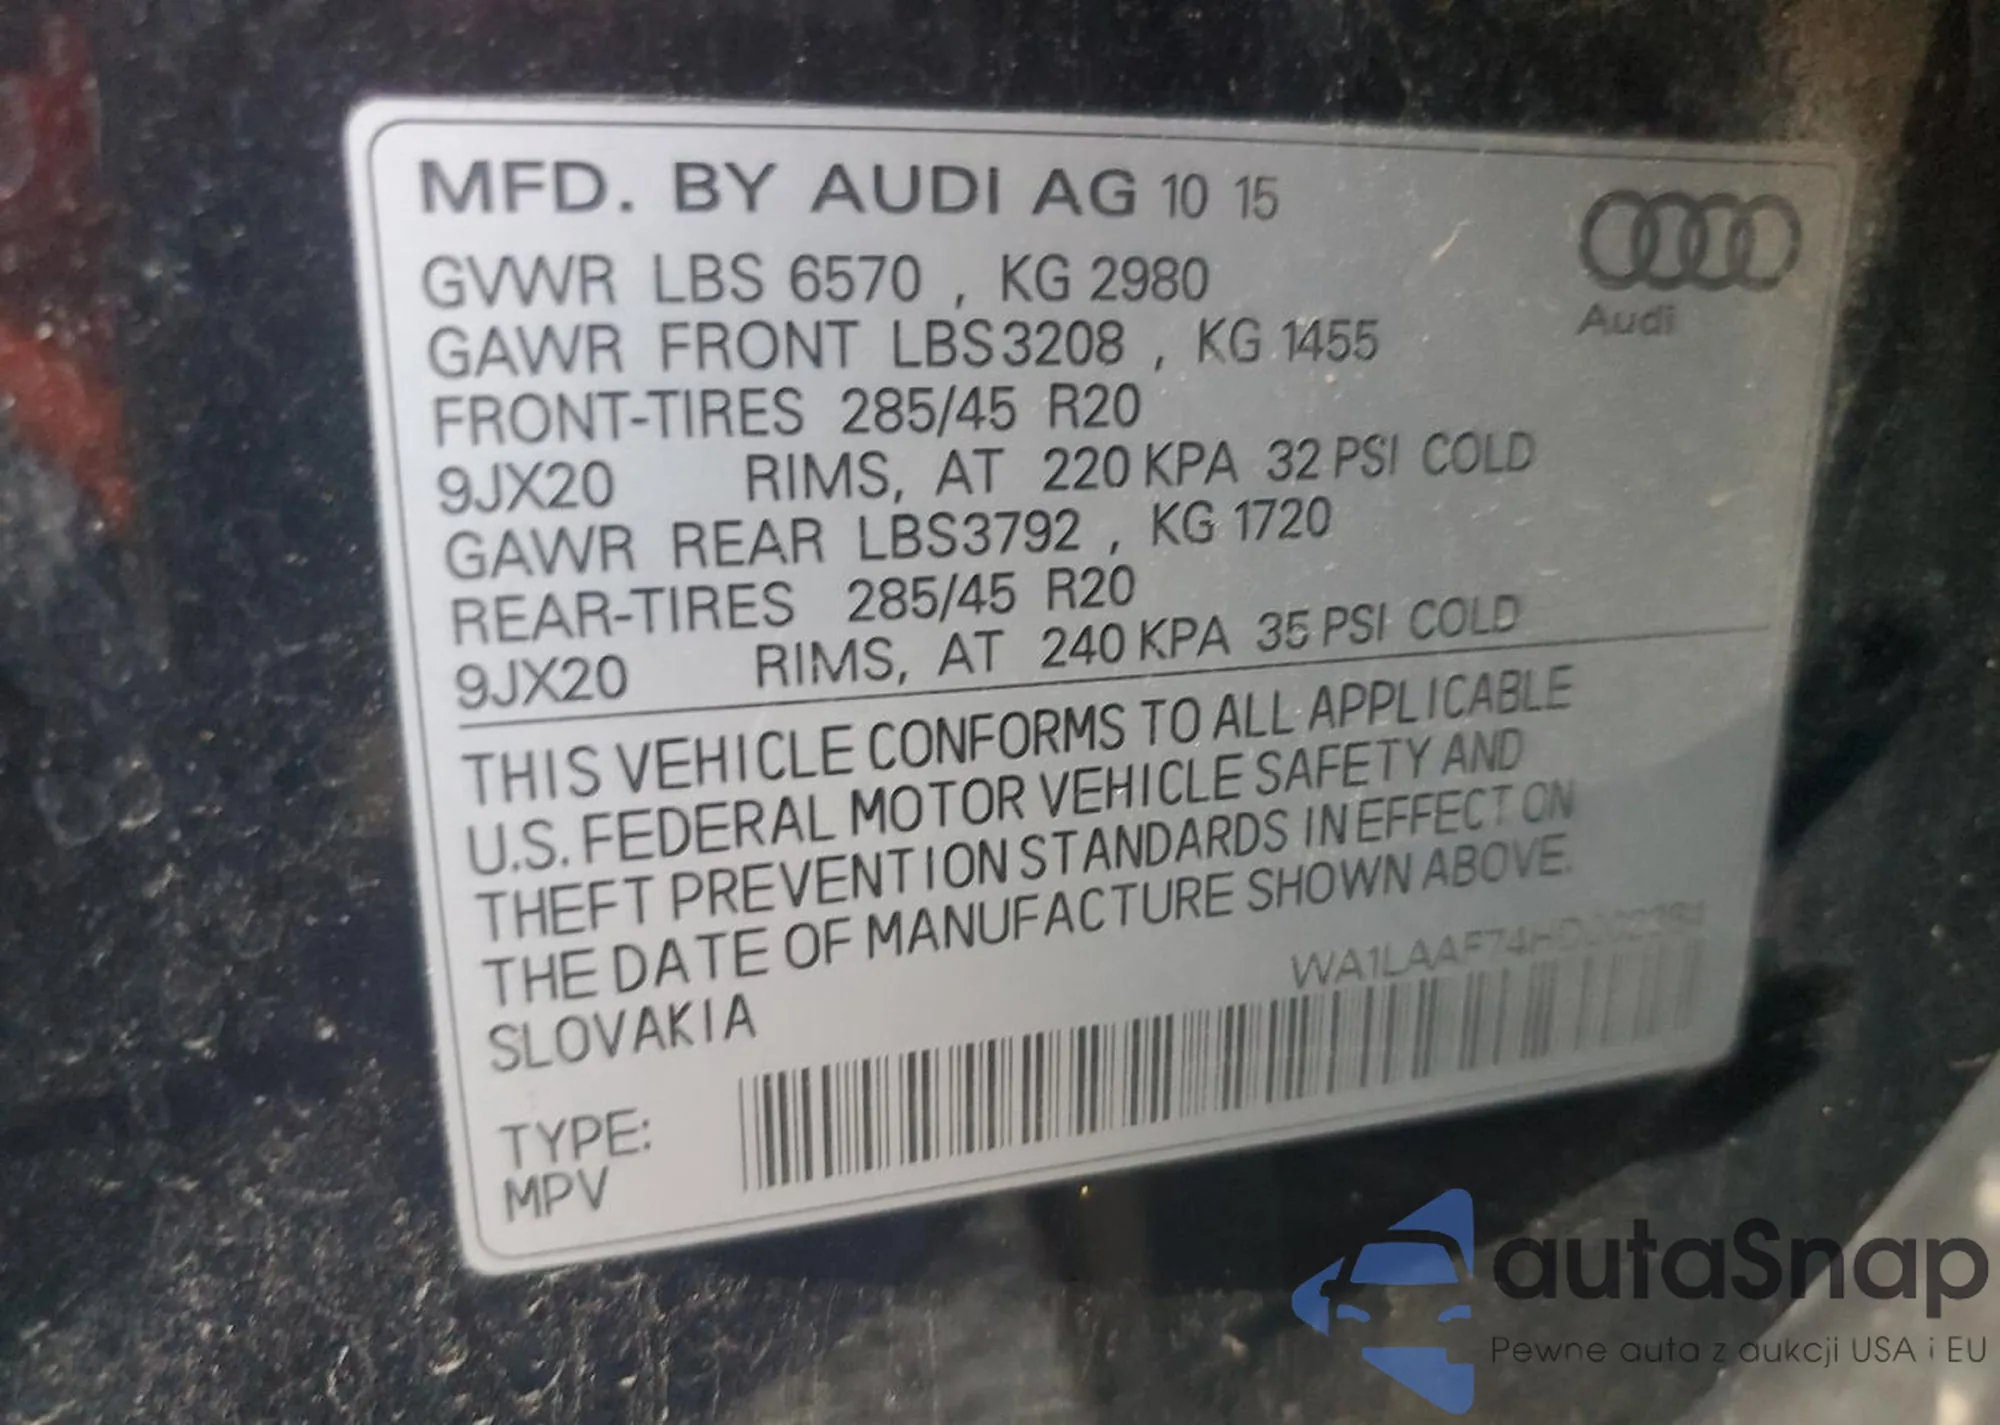 MFD. BY AUDI AG 10 15
GVWR LBS 6570 , KG 2980
GAWR FRONT LBS3208 , KG 1455
FRONT-TIRES 285/45 R20
9JX20 RIMS, AT 220 KPA 32 PSI COLD
GAWR REAR LBS3792 , KG 1720
REAR-TIRES 285/45 R20
9JX20 RIMS, AT 240 KPA 35 PSI COLD
Audi
THIS VEHICLE CONFORMS TO ALL APPLICABLE
U.S. FEDERAL MOTOR VEHICLE SAFETY AND
THEFT PREVENTION STANDARDS IN EFFECT ON
THE DATE OF MANUFACTURE SHOWN ABOVE.
SLOVAKIA
TYPE:
MPV
autaSnap
Pewne auta z aukcji USA i EU